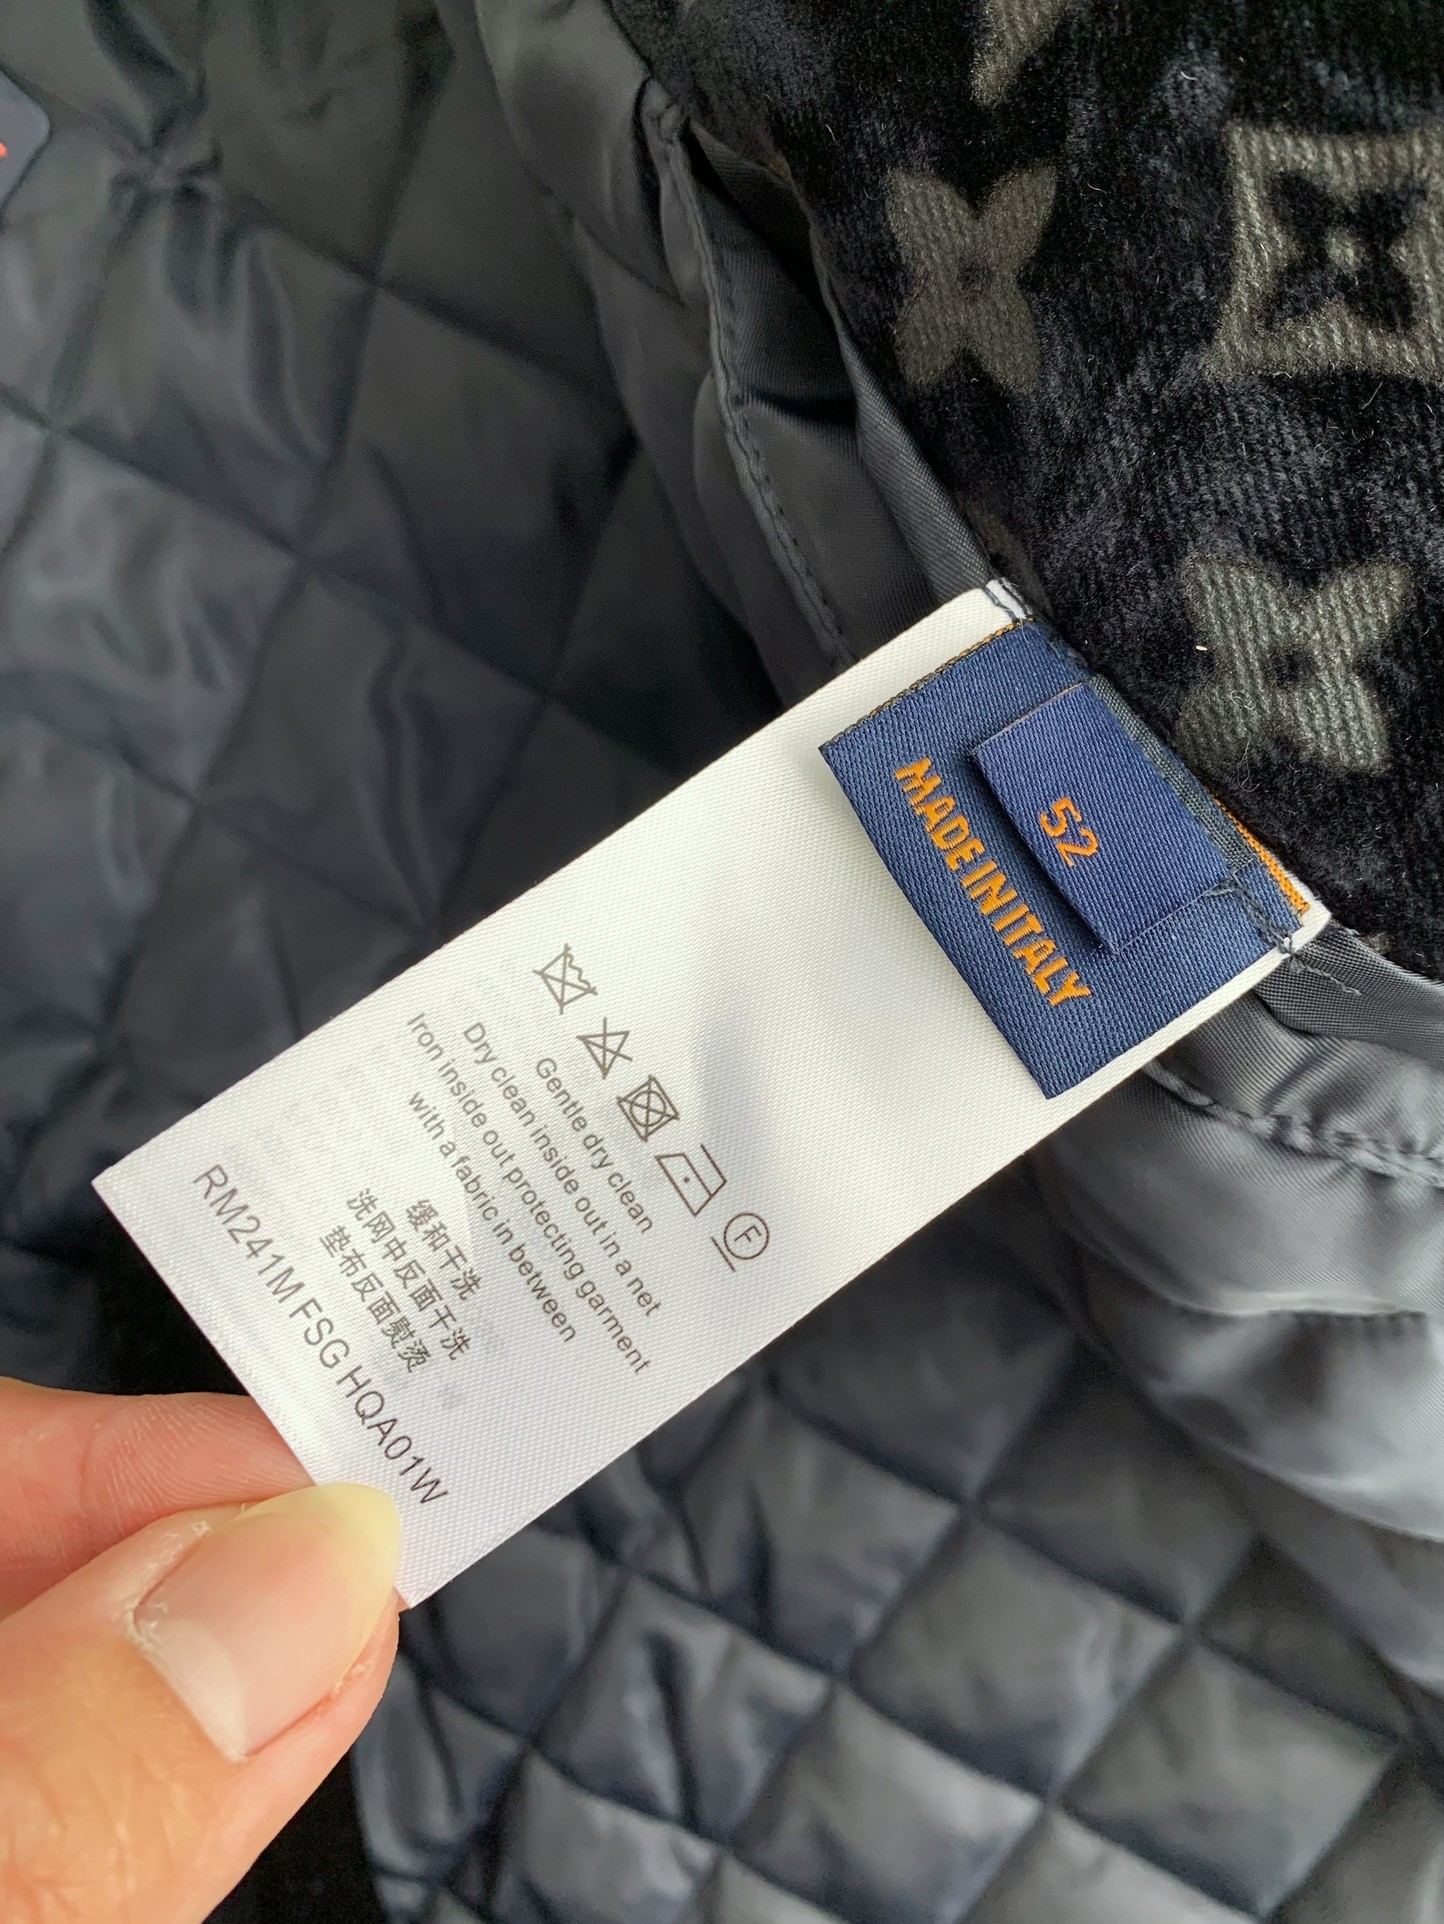 52
MADE IN ITALY
F
Gentle dry clean
Dry clean inside out in a net
Iron inside out protecting garment
with a fabric in between
缓和干洗
洗网中反面干洗
垫布反面熨烫
RM241M FSG HQA01W